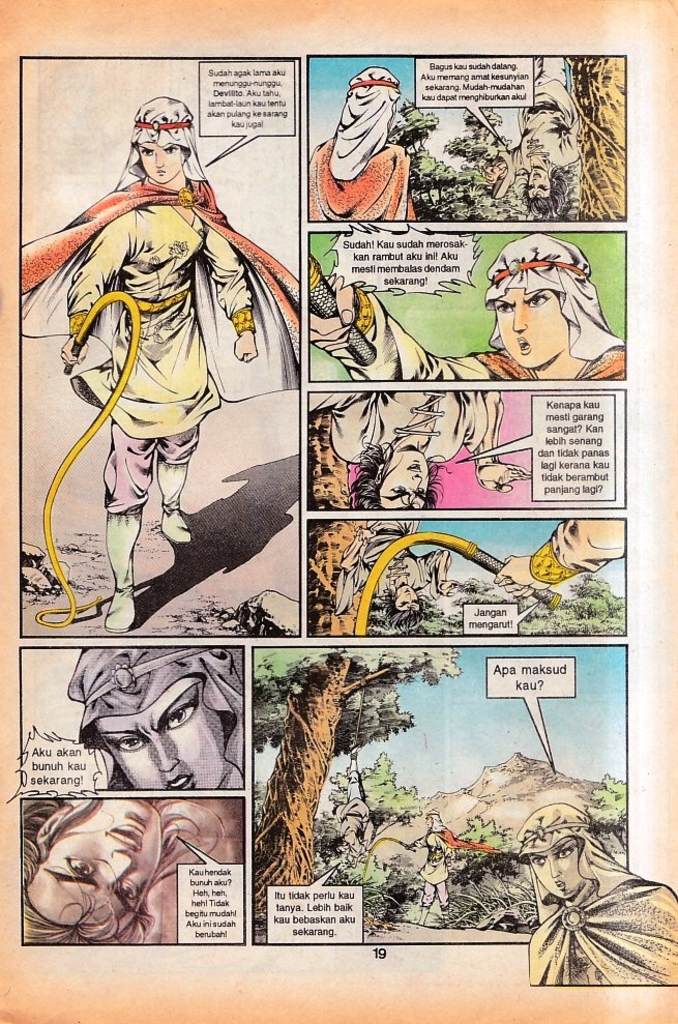 Sudah agak lama aku
menunggu-nunggu,
Devilito. Aku tahu,
lambat-laun kau tentu
akan pulang ke sarang
kau juga!
Bagus kau sudah datang.
Aku memang amat kesunyian
sekarang. Mudah-mudahan
kau dapat menghiburkan aku!
Sudah! Kau sudah merosak-
kan rambut aku ini! Aku
mesti membalas dendam
sekarang!
Kenapa kau
mesti garang
sangat? Kan
lebih senang
dan tidak panas
lagi kerana kau
tidak berambut
panjang lagi?
Jangan
mengarut!
Aku akan
bunuh kau
sekarang!
Kau hendak
bunuh aku?
Heh, heh,
heh! Tidak
begitu mudah!
Aku ini sudah
berubah!
Apa maksud
kau?
Itu tidak perlu kau
tanya. Lebih baik
kau bebaskan aku
sekarang.
19